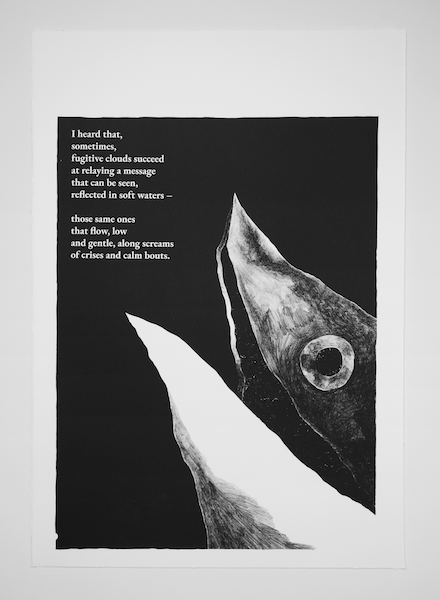 I heard that,
sometimes,
fugitive clouds succeed
at relaying a message
that can be seen,
reflected in soft waters –
those same ones
that flow, low
and gentle, along screams
of crises and calm bouts.